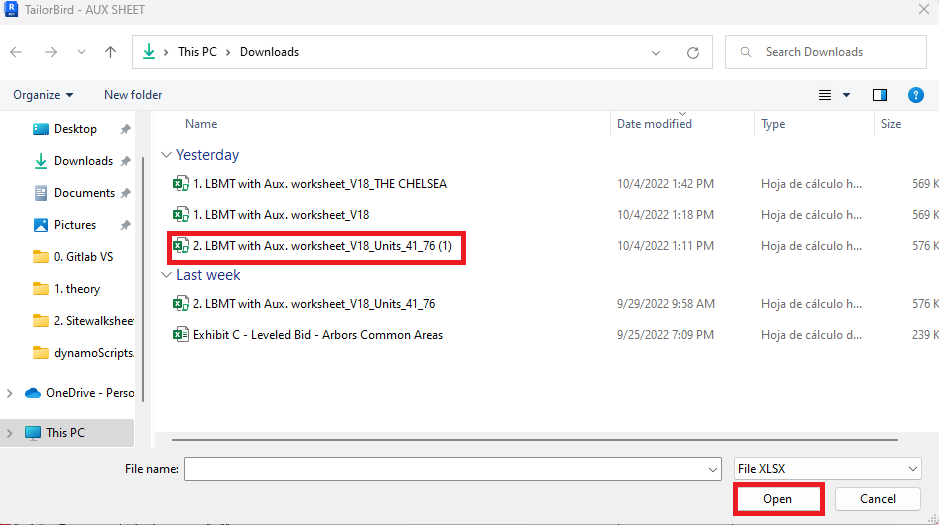 TailorBird - AUX SHEET
This PC > Downloads
Search Downloads
Organize
New folder
Desktop
Downloads
Documents
Pictures
0. Gitlab VS
1. theory
2. Sitewalksheet
dynamoScripts.
OneDrive - Perso
This PC
Name
Date modified
Type
Size
Yesterday
1. LBMT with Aux. worksheet_V18_THE CHELSEA 10/4/2022 1:42 PM Hoja de cálculo h... 569 K
1. LBMT with Aux. worksheet_V18 10/4/2022 1:18 PM Hoja de cálculo h... 569 K
2. LBMT with Aux. worksheet_V18_Units_41_76 (1) 10/4/2022 1:11 PM Hoja de cálculo h... 576 K
Last week
2. LBMT with Aux. worksheet_V18_Units_41_76 9/29/2022 9:58 AM Hoja de cálculo h... 576 K
Exhibit C - Leveled Bid - Arbors Common Areas 9/25/2022 7:09 PM Hoja de cálculo d... 239 K
File name:
File XLSX
Open
Cancel